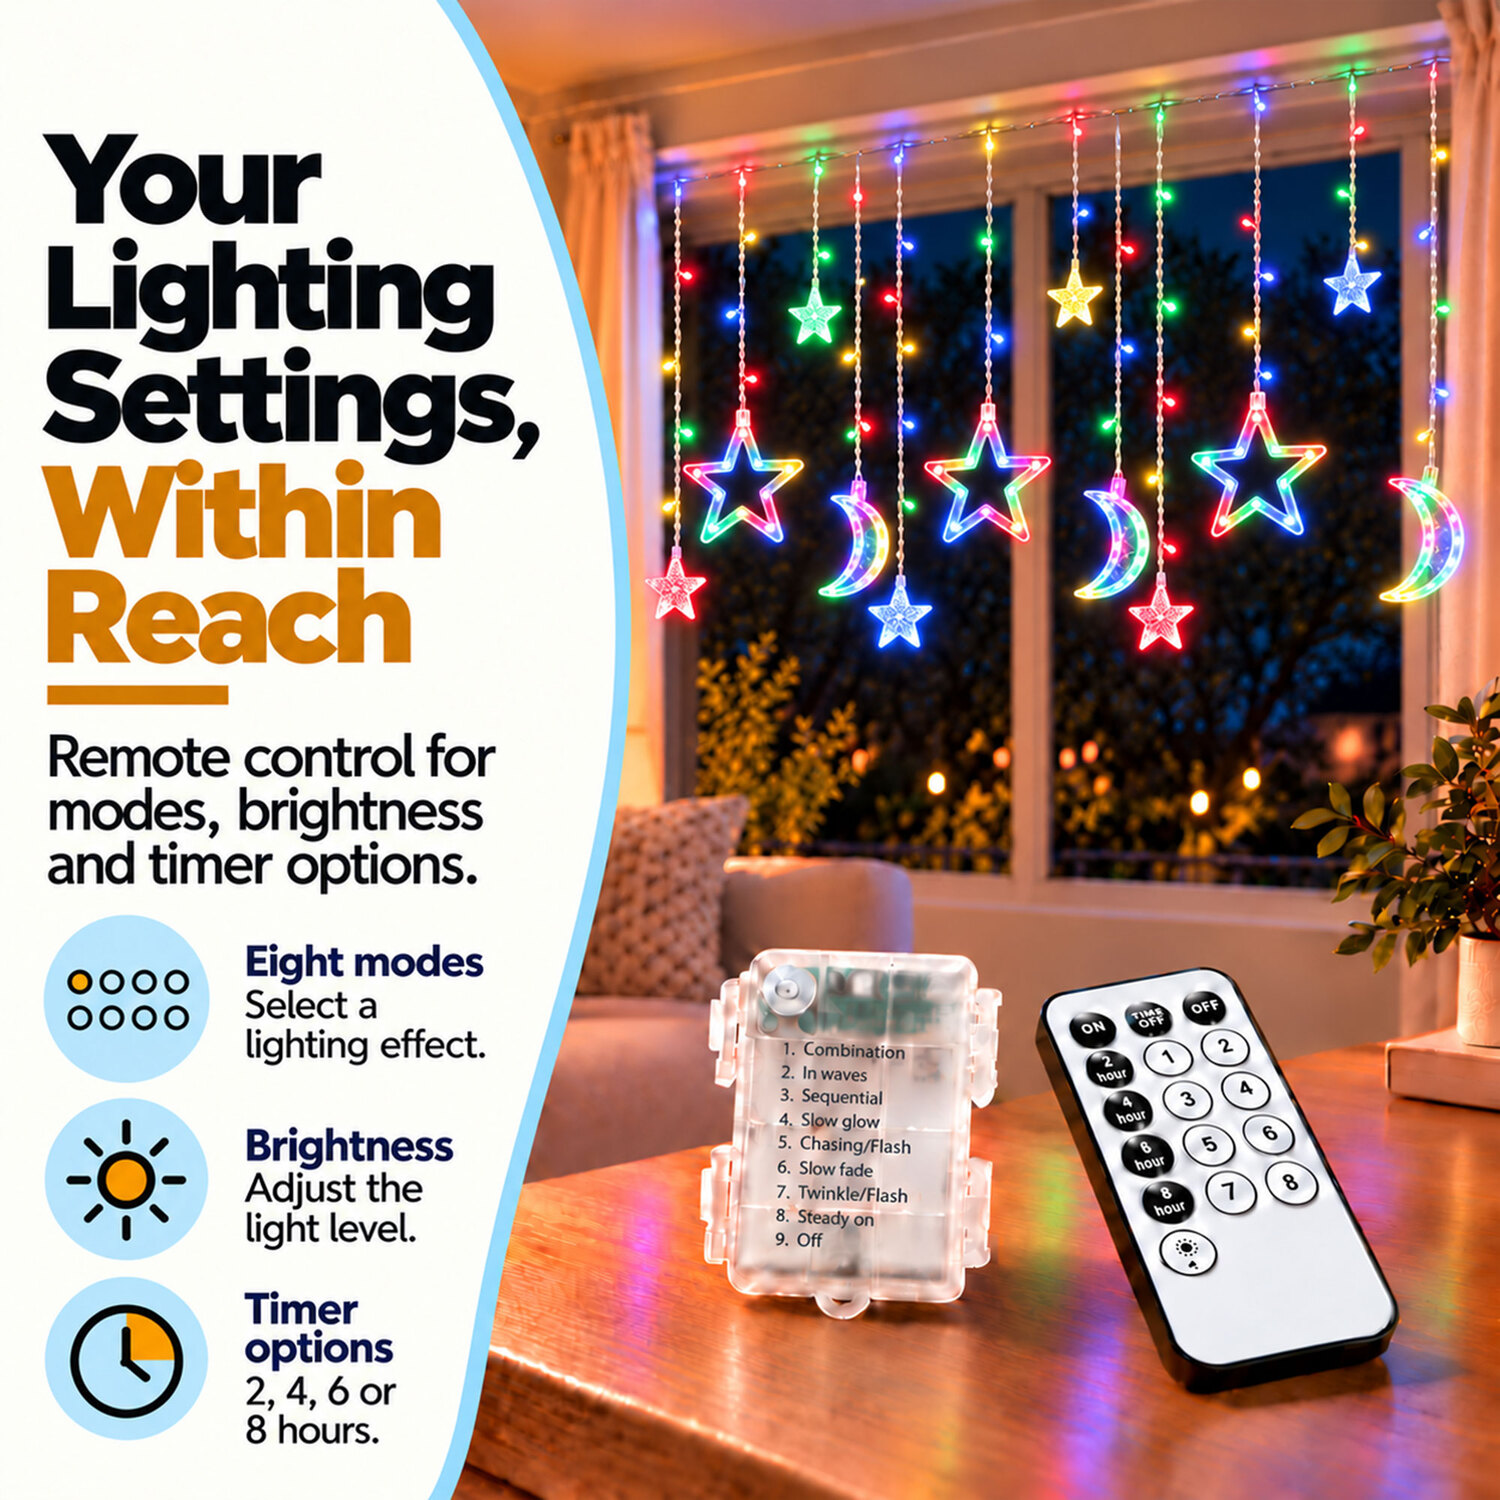 Your
Lighting
Settings,
Within
Reach
Remote control for
modes, brightness
and timer options.
Eight modes
Select a
lighting effect.
Brightness
Adjust the
light level.
Timer
options
2, 4, 6 or
8 hours.
1. Combination
2. In waves
3. Sequential
4. Slow glow
5. Chasing/Flash
6. Slow fade
7. Twinkle/Flash
8. Steady on
9. Off
ON
TIME
OFF
OFF
2
hour
1
2
4
hour
3
4
6
hour
5
6
8
hour
7
8